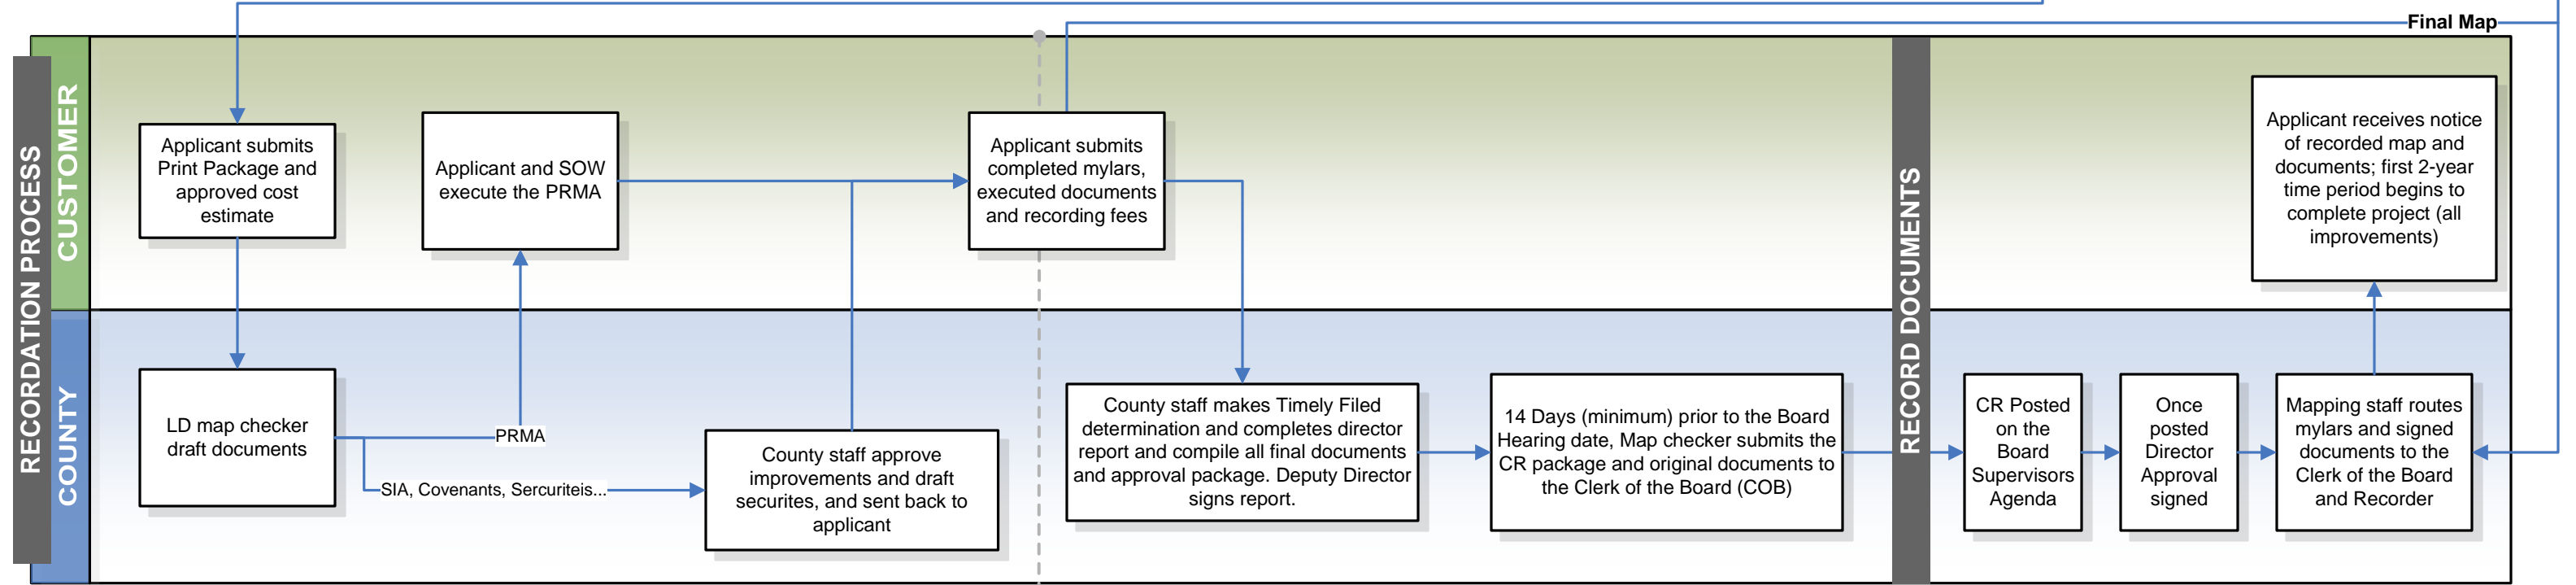 Final Map
RECORDATION PROCESS
CUSTOMER
Applicant submits
Print Package and
approved cost
estimate
Applicant and SOW
execute the PRMA
Applicant submits
completed mylars,
executed documents
and recording fees
RECORD DOCUMENTS
Applicant receives notice
of recorded map and
documents; first 2-year
time period begins to
complete project (all
improvements)
COUNTY
LD map checker
draft documents
PRMA
SIA, Covenants, Sercuriteis...
County staff approve
improvements and draft
securites, and sent back to
applicant
County staff makes Timely Filed
determination and completes director
report and compile all final documents
and approval package. Deputy Director
signs report.
14 Days (minimum) prior to the Board
Hearing date, Map checker submits the
CR package and original documents to
the Clerk of the Board (COB)
CR Posted
on the
Board
Supervisors
Agenda
Once
posted
Director
Approval
signed
Mapping staff routes
mylars and signed
documents to the
Clerk of the Board
and Recorder